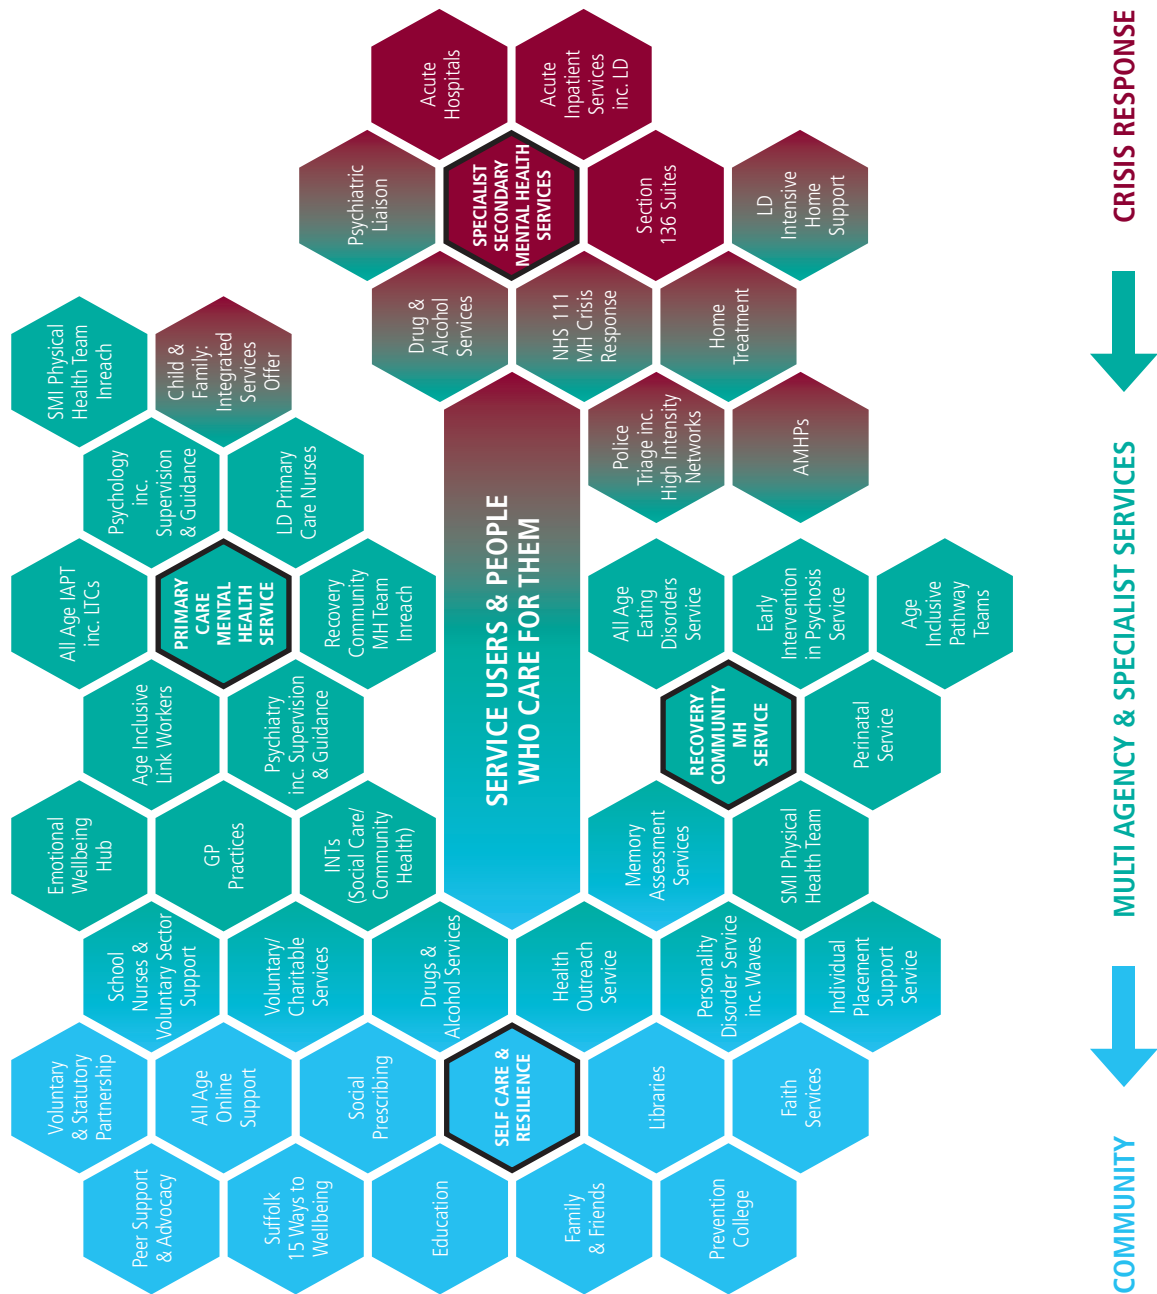 Peer Support
& Advocacy
Suffolk
15 Ways to
Wellbeing
Education
Family
& Friends
Prevention
College
Voluntary
& Statutory
Partnership
All Age
Online
Support
Social
Prescribing
SELF CARE &
RESILIENCE
Libraries
Faith
Services
School
Nurses &
Voluntary Sector
Support
Voluntary/
Charitable
Services
Drugs &
Alcohol Services
Health
Outreach
Service
Personality
Disorder Service
inc. Waves
Individual
Placement
Support
Service
Emotional
Wellbeing
Hub
GP
Practices
INTs
(Social Care/
Community
Health)
Memory
Assessment
Services
SMI Physical
Health Team
Age Inclusive
Link Workers
Psychiatry
inc. Supervision
& Guidance
SERVICE USERS & PEOPLE
WHO CARE FOR THEM
RECOVERY
COMMUNITY
MH
SERVICE
Perinatal
Service
All Age IAPT
inc. LTCs
PRIMARY
CARE
MENTAL
HEALTH
SERVICE
Recovery
Community
MH Team
Inreach
All Age
Eating
Disorders
Service
Early
Intervention
in Psychosis
Service
Age
Inclusive
Pathway
Teams
Psychology
inc.
Supervision
& Guidance
LD Primary
Care Nurses
Police
Triage inc.
High Intensity
Networks
AMHPs
SMI Physical
Health Team
Inreach
Child &
Family:
Integrated
Services
Offer
Drug &
Alcohol
Services
NHS 111
MH Crisis
Response
Home
Treatment
Psychiatric
Liaison
SPECIALIST
SECONDARY
MENTAL HEALTH
SERVICES
Section
136 Suites
LD
Intensive
Home
Support
Acute
Hospitals
Acute
Inpatient
Services
inc. LD
COMMUNITY
MULTI AGENCY & SPECIALIST SERVICES
CRISIS RESPONSE